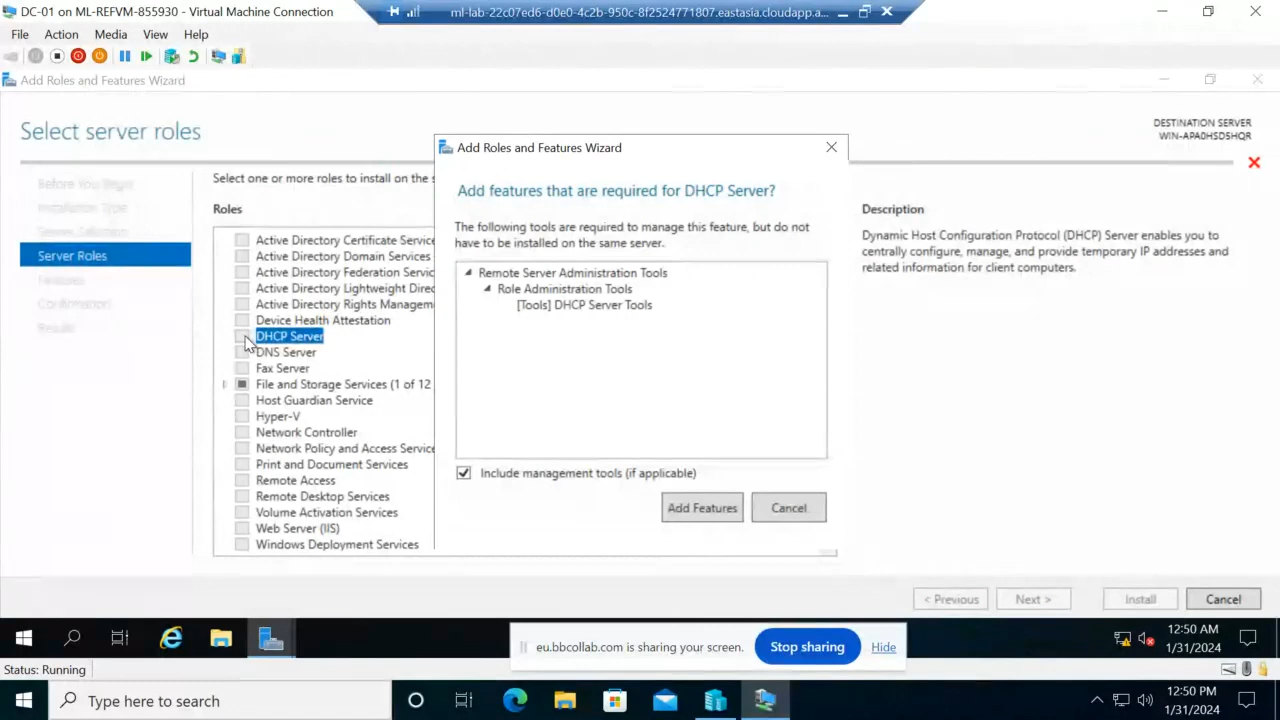 DC-01 on ML-REFVM-855930 - Virtual Machine Connection
ml-lab-22c07ed6-d0e0-4c2b-950c-8f2524771807.eastasia.cloudapp.a...
File Action Media View Help
Add Roles and Features Wizard
Select server roles
DESTINATION SERVER
WIN-APA0HSD5HQR
Before You Begin
Installation Type
Server Selection
Server Roles
Features
Confirmation
Results
Select one or more roles to install on the s
Roles
Active Directory Certificate Service
Active Directory Domain Services
Active Directory Federation Servic
Active Directory Lightweight Direc
Active Directory Rights Managem
Device Health Attestation
DHCP Server
DNS Server
Fax Server
File and Storage Services (1 of 12
Host Guardian Service
Hyper-V
Network Controller
Network Policy and Access Service
Print and Document Services
Remote Access
Remote Desktop Services
Volume Activation Services
Web Server (IIS)
Windows Deployment Services
Add Roles and Features Wizard
Add features that are required for DHCP Server?
The following tools are required to manage this feature, but do not
have to be installed on the same server.
Remote Server Administration Tools
Role Administration Tools
[Tools] DHCP Server Tools
Include management tools (if applicable)
Add Features Cancel
Description
Dynamic Host Configuration Protocol (DHCP) Server enables you to
centrally configure, manage, and provide temporary IP addresses and
related information for client computers.
< Previous Next > Install Cancel
eu.bbcollab.com is sharing your screen. Stop sharing Hide
12:50 AM
1/31/2024
Status: Running
Type here to search
12:50 PM
1/31/2024